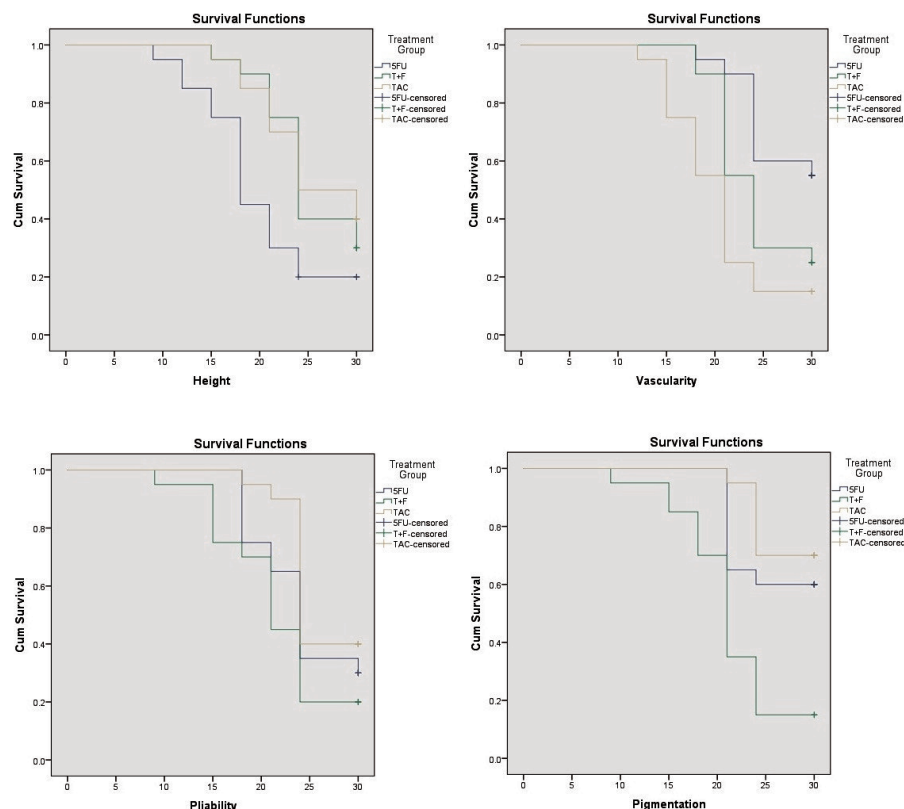 Survival Functions
Cum Survival
1.0
0.8
0.6
0.4
0.2
0.0
0 5 10 15 20 25 30
Height
Treatment
Group
5FU
T+F
TAC
5FU-censored
T+F-censored
TAC-censored
Survival Functions
Cum Survival
1.0
0.8
0.6
0.4
0.2
0.0
0 5 10 15 20 25 30
Vascularity
Treatment
Group
5FU
T+F
TAC
5FU-censored
T+F-censored
TAC-censored
Survival Functions
Cum Survival
1.0
0.8
0.6
0.4
0.2
0.0
0 5 10 15 20 25 30
Pliability
Treatment
Group
5FU
T+F
TAC
5FU-censored
T+F-censored
TAC-censored
Survival Functions
Cum Survival
1.0
0.8
0.6
0.4
0.2
0.0
0 5 10 15 20 25 30
Pigmentation
Treatment
Group
5FU
T+F
TAC
5FU-censored
T+F-censored
TAC-censored